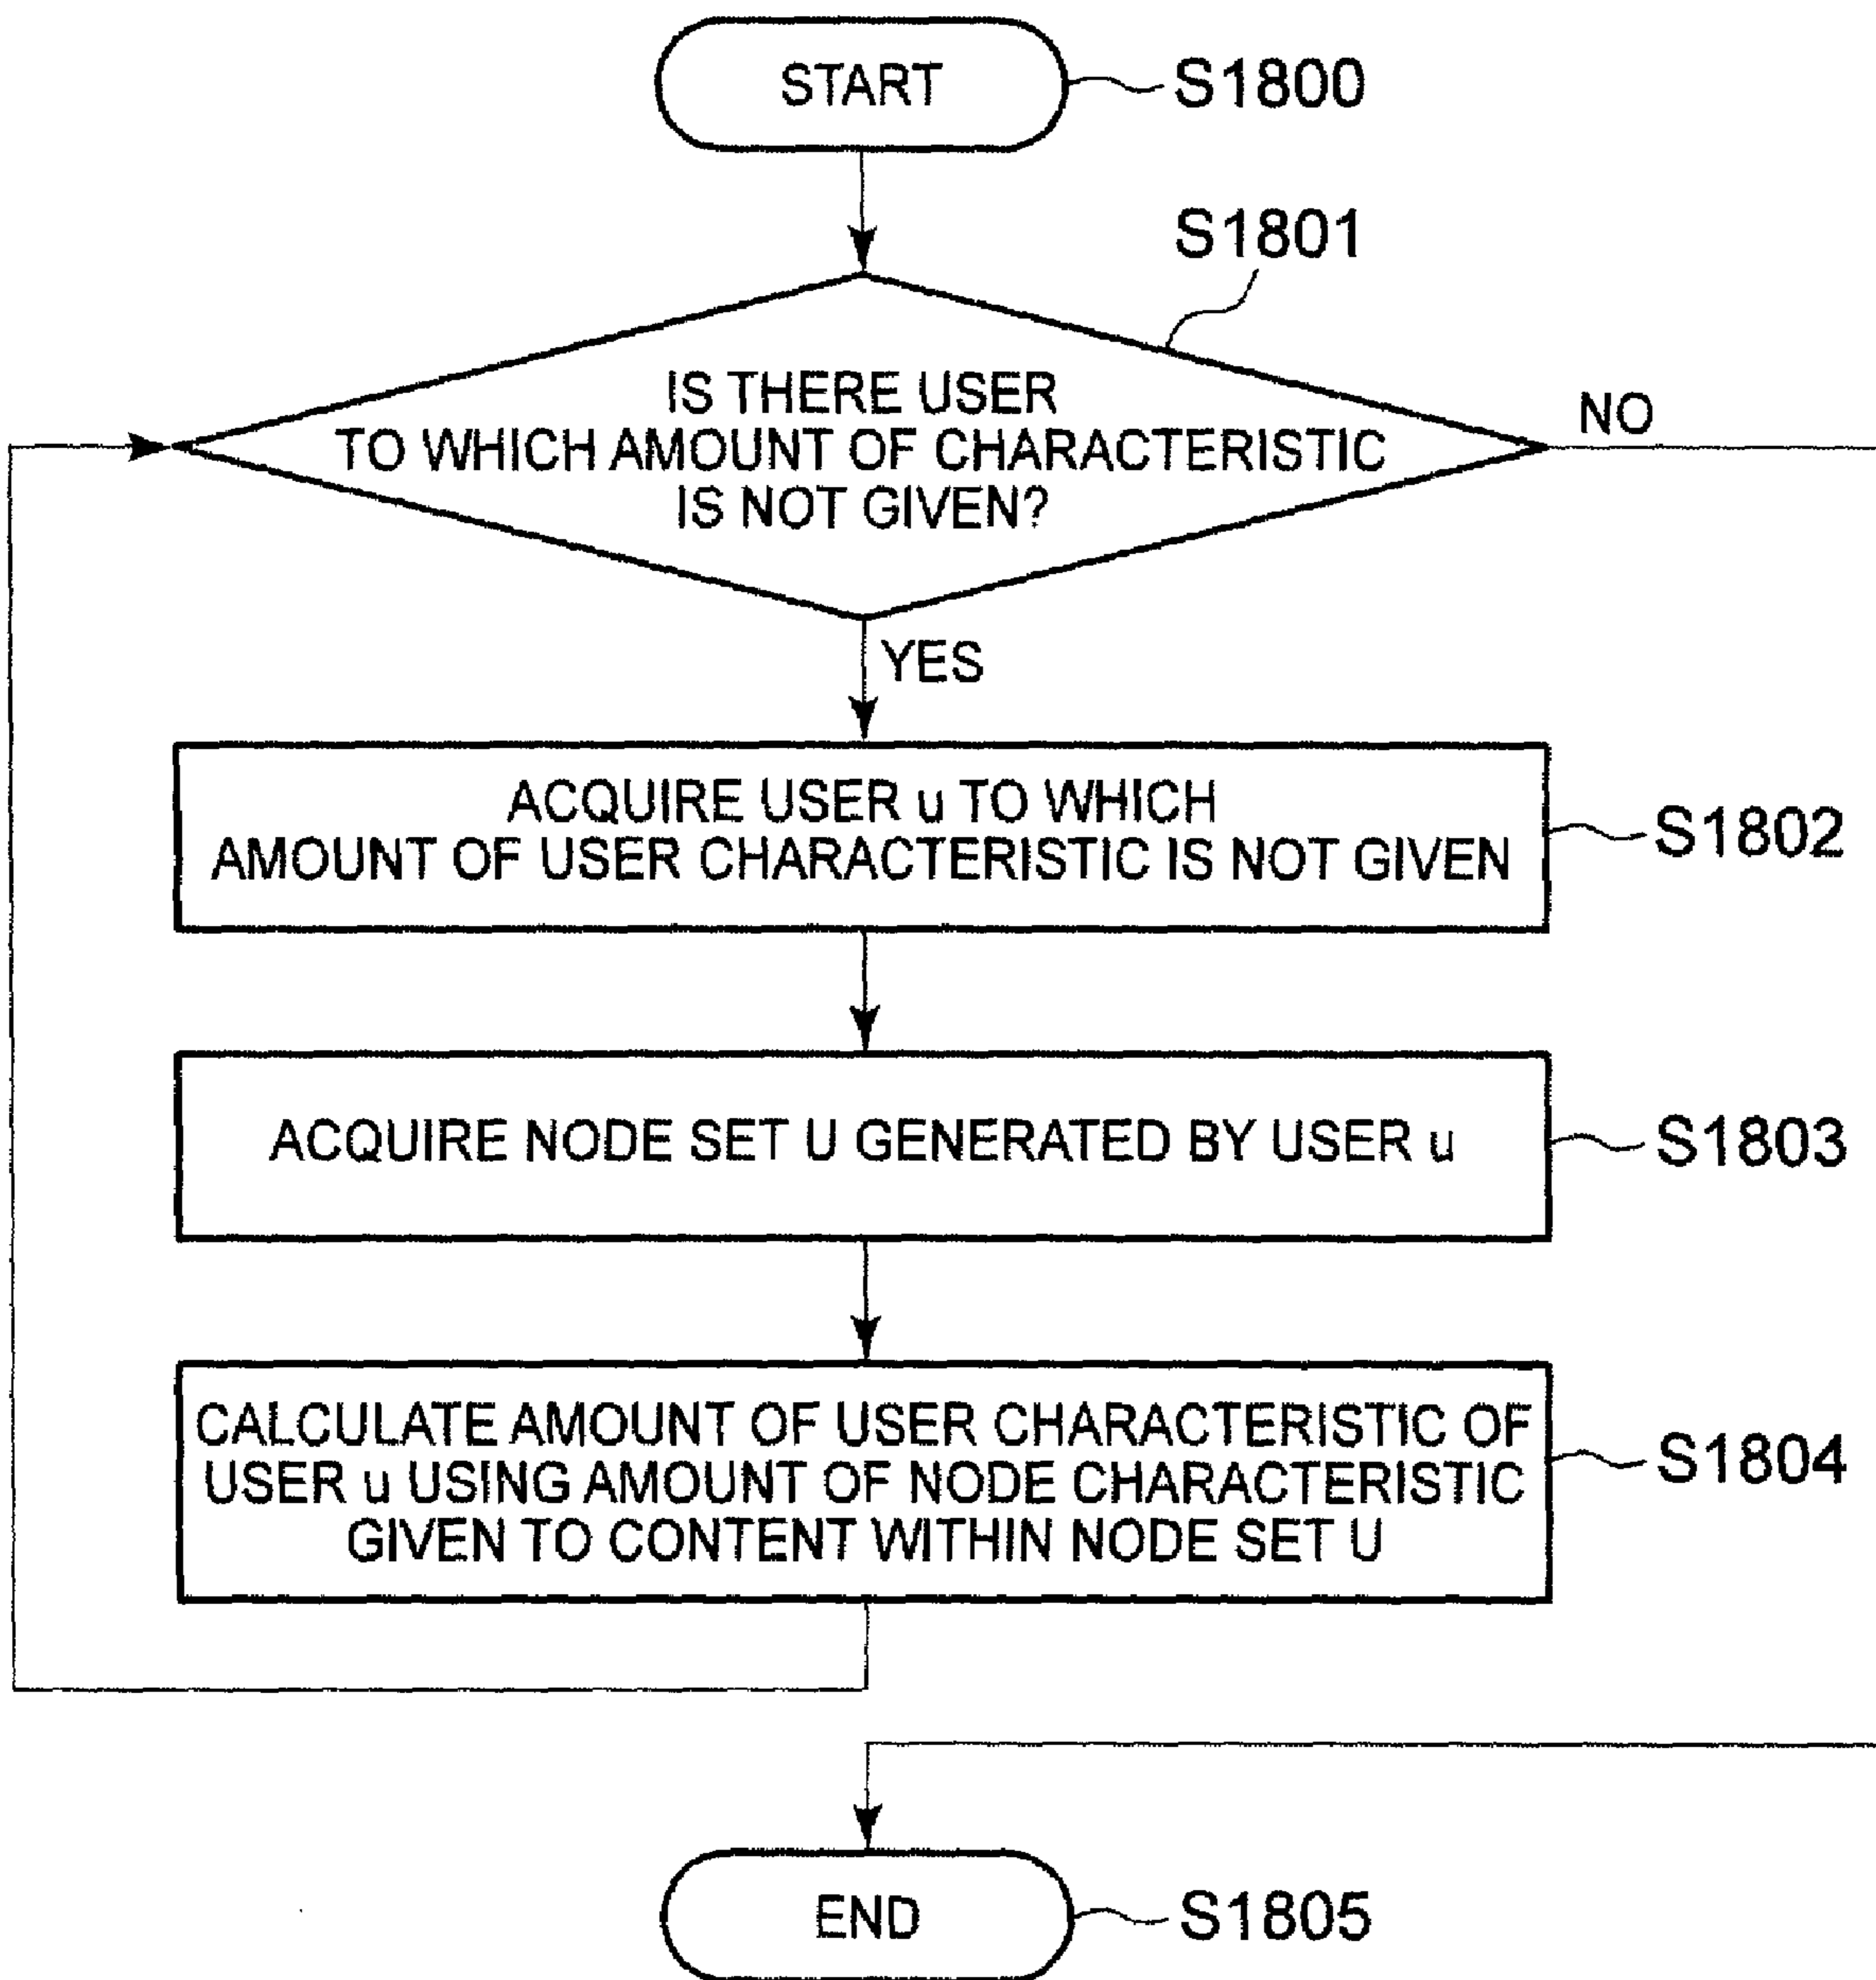 START
S1800
S1801
IS THERE USER
TO WHICH AMOUNT OF CHARACTERISTIC
IS NOT GIVEN?
NO
YES
ACQUIRE USER u TO WHICH
AMOUNT OF USER CHARACTERISTIC IS NOT GIVEN
S1802
ACQUIRE NODE SET U GENERATED BY USER u
S1803
CALCULATE AMOUNT OF USER CHARACTERISTIC OF
USER u USING AMOUNT OF NODE CHARACTERISTIC
GIVEN TO CONTENT WITHIN NODE SET U
S1804
END
S1805